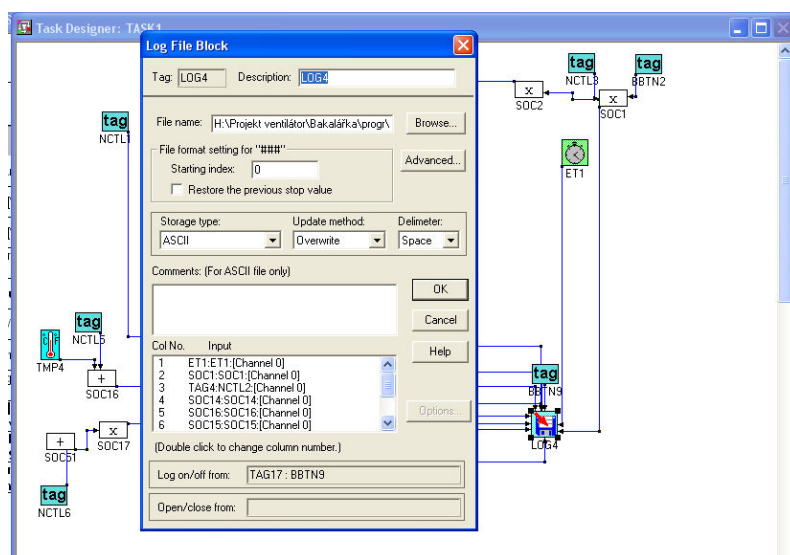 Task Designer: TASK1
Log File Block
Tag: LOG4 Description: LOG4
File name: H:\Projekt ventilátor\Bakalářka\progr\ Browse...
File format setting for "###"
Starting index: 0
Advanced...
Restore the previous stop value
Storage type: Update method: Delimeter:
ASCII Overwrite Space
Comments: (For ASCII file only)
OK
Cancel
Help
Options...
Col No. Input
1 ET1:ET1:[Channel 0]
2 SOC1:SOC1:[Channel 0]
3 TAG4:NCTL2:[Channel 0]
4 SOC14:SOC14:[Channel 0]
5 SOC16:SOC16:[Channel 0]
6 SOC15:SOC15:[Channel 0]
(Double click to change column number.)
Log on/off from: TAG17 : BBTN9
Open/close from:
tag
NCTL1
tag
NCTL5
TMP4
+
SOC16
+
SOC51
x
SOC17
tag
NCTL6
x
SOC2
tag
NCTL3
tag
BBTN2
x
SOC1
ET1
tag
BBTN9
LOG4